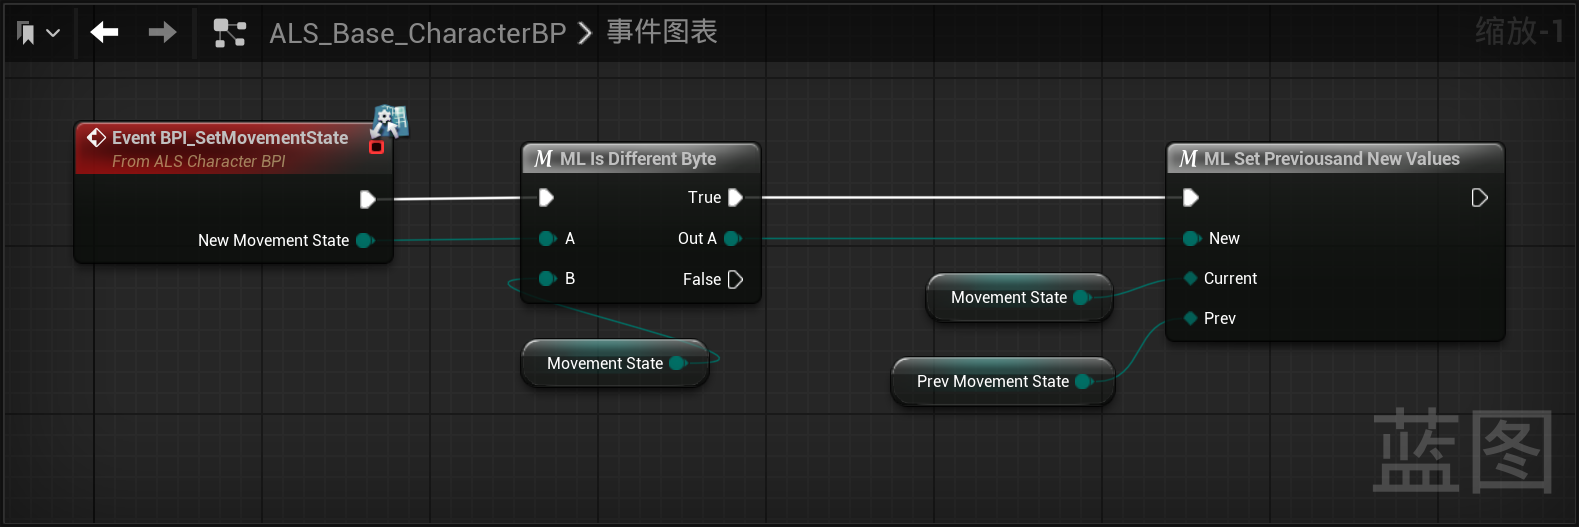 ALS_Base_CharacterBP > 事件图表
缩放-1
Event BPI_SetMovementState
From ALS Character BPI
New Movement State
ML Is Different Byte
True
A
Out A
B
False
Movement State
ML Set Previousand New Values
New
Current
Prev
Movement State
Prev Movement State
蓝图